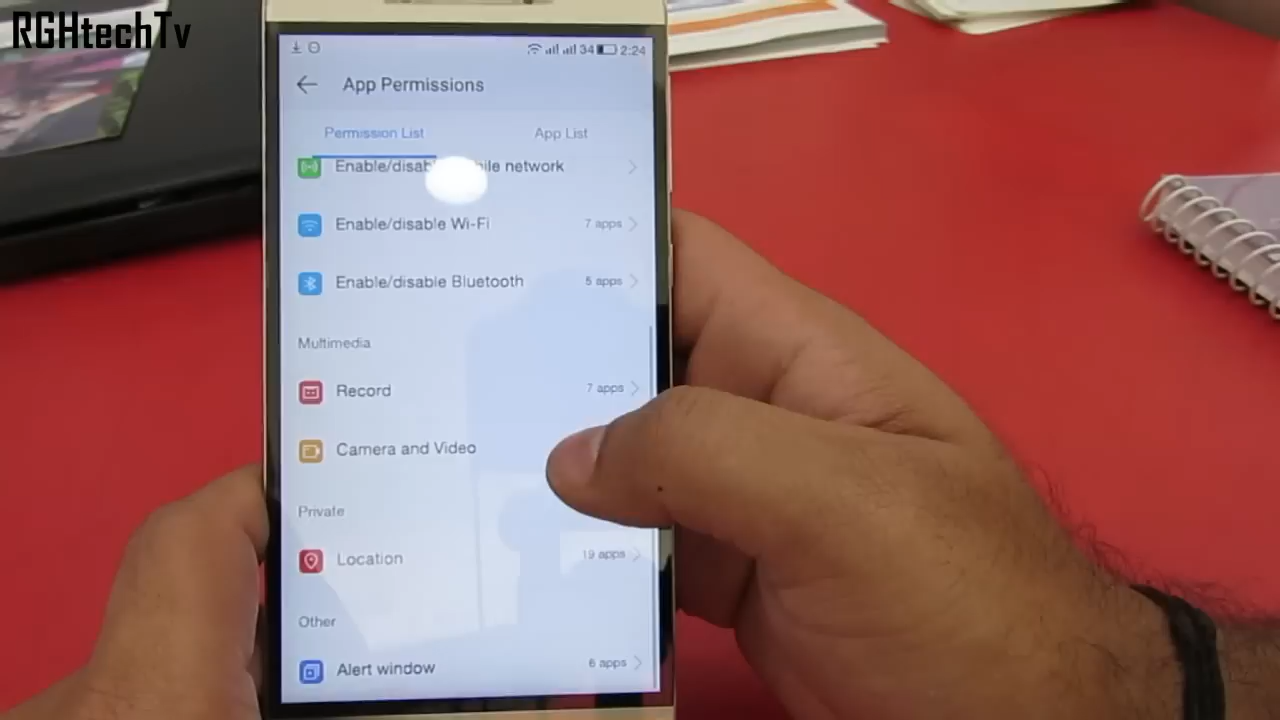 RGHtechTv
34 2:24
App Permissions
Permission List App List
Enable/disab ile network
Enable/disable Wi-Fi 7 apps
Enable/disable Bluetooth 5 apps
Multimedia
Record 7 apps
Camera and Video
Private
Location 19 apps
Other
Alert window 6 apps